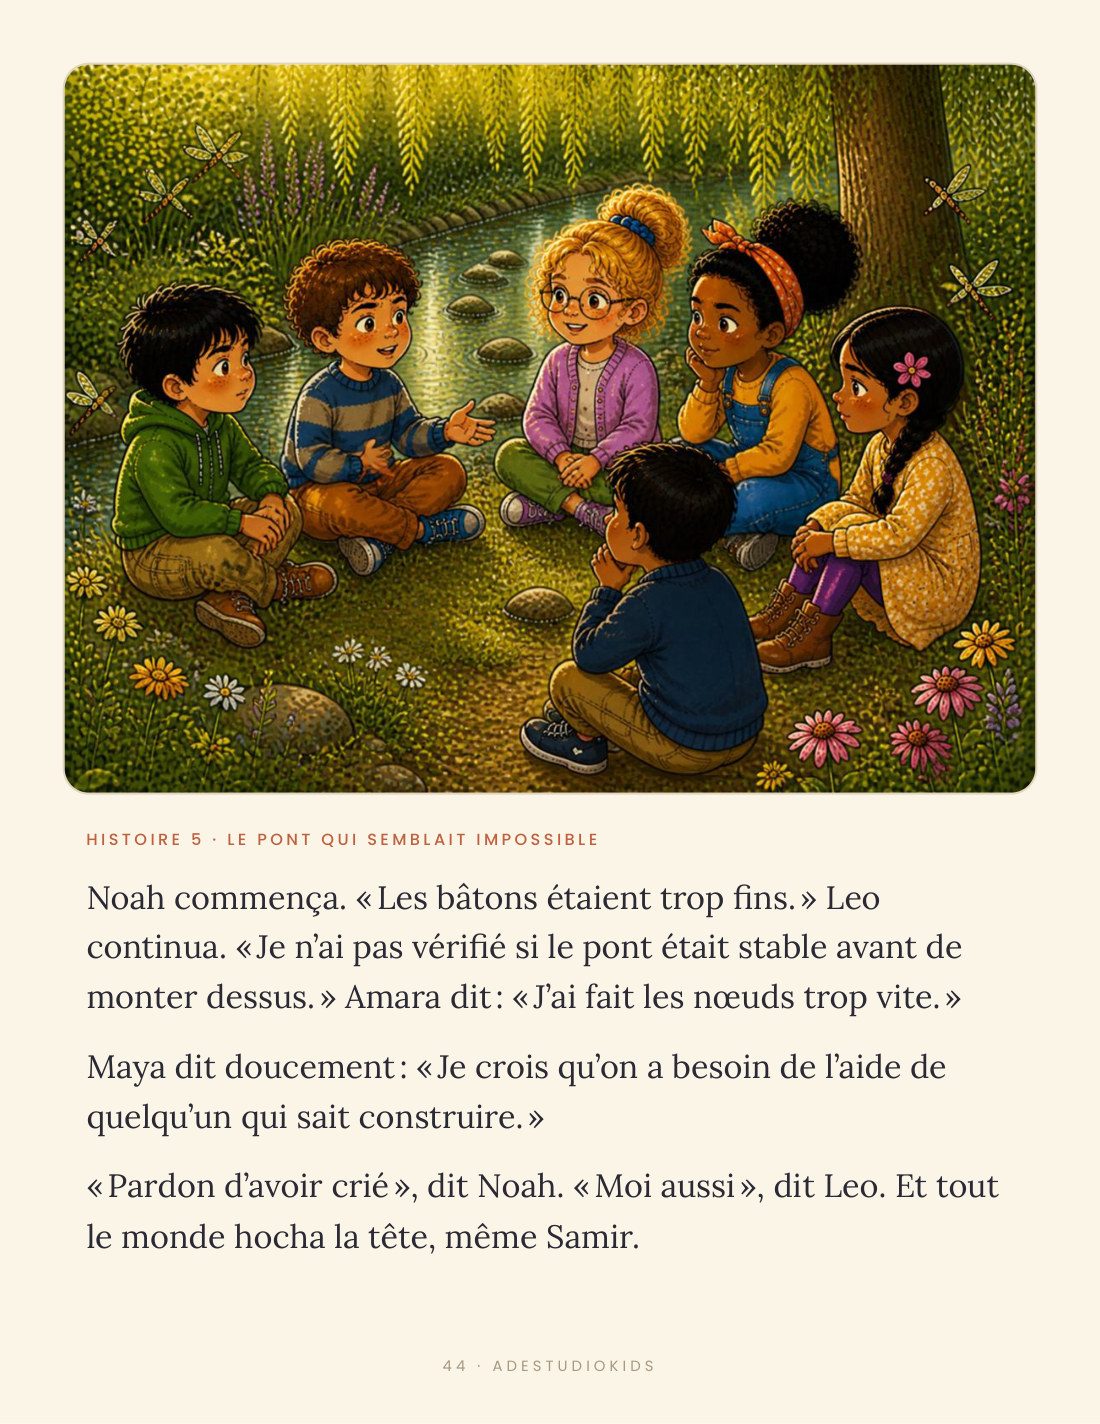 HISTOIRE 5 · LE PONT QUI SEMBLAIT IMPOSSIBLE
Noah commença. « Les bâtons étaient trop fins. » Leo
continua. « Je n’ai pas vérifié si le pont était stable avant de
monter dessus. » Amara dit : « J’ai fait les nœuds trop vite. »
Maya dit doucement : « Je crois qu’on a besoin de l’aide de
quelqu’un qui sait construire. »
« Pardon d’avoir crié », dit Noah. « Moi aussi », dit Leo. Et tout
le monde hocha la tête, même Samir.
44 · ADESTUDIOKIDS